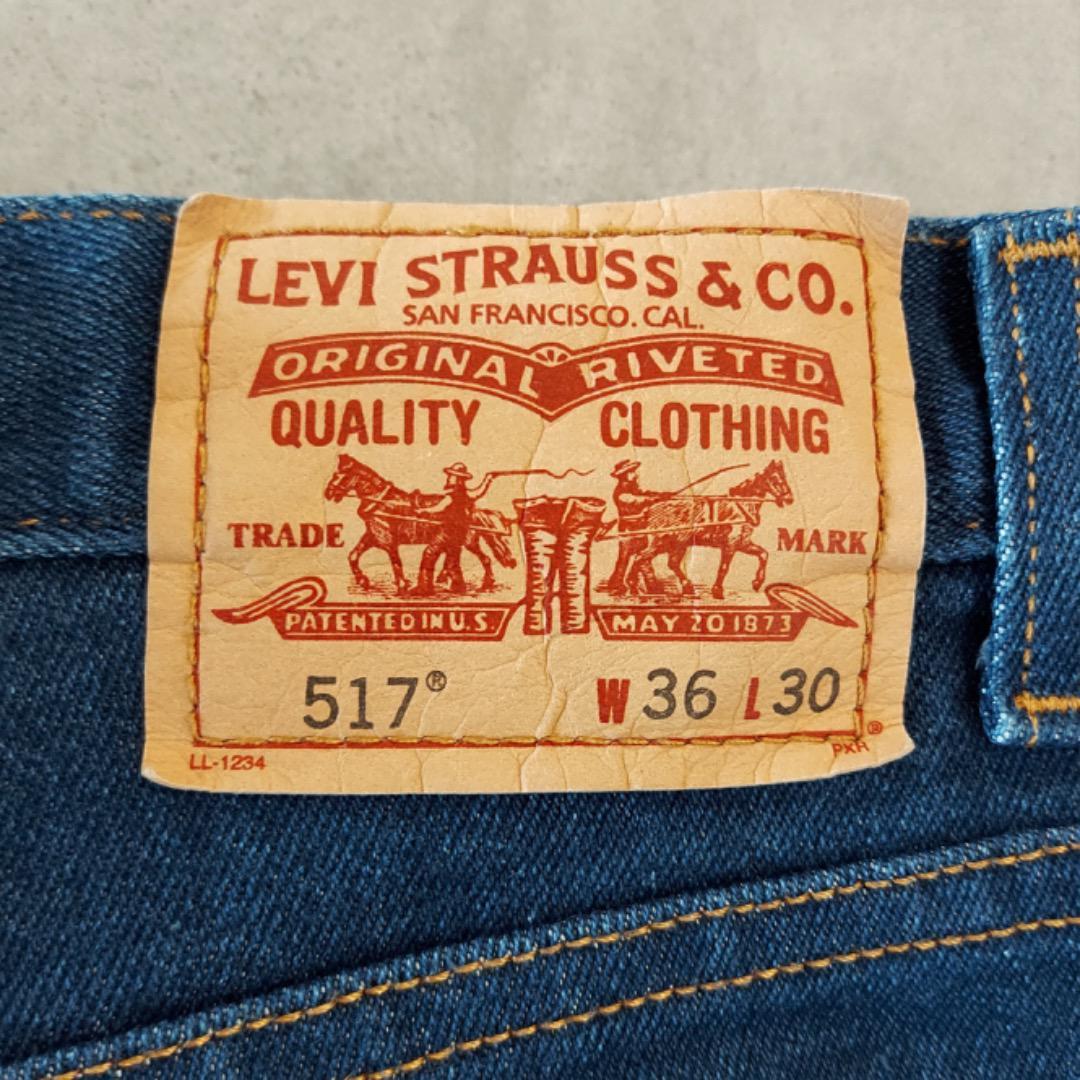 LEVI STRAUSS & CO.
SAN FRANCISCO. CAL.
ORIGINAL RIVETED
QUALITY CLOTHING
TRADE MARK
PATENTED IN U.S. MAY 20 1873
517® W 36 L 30
LL-1234 PXR®